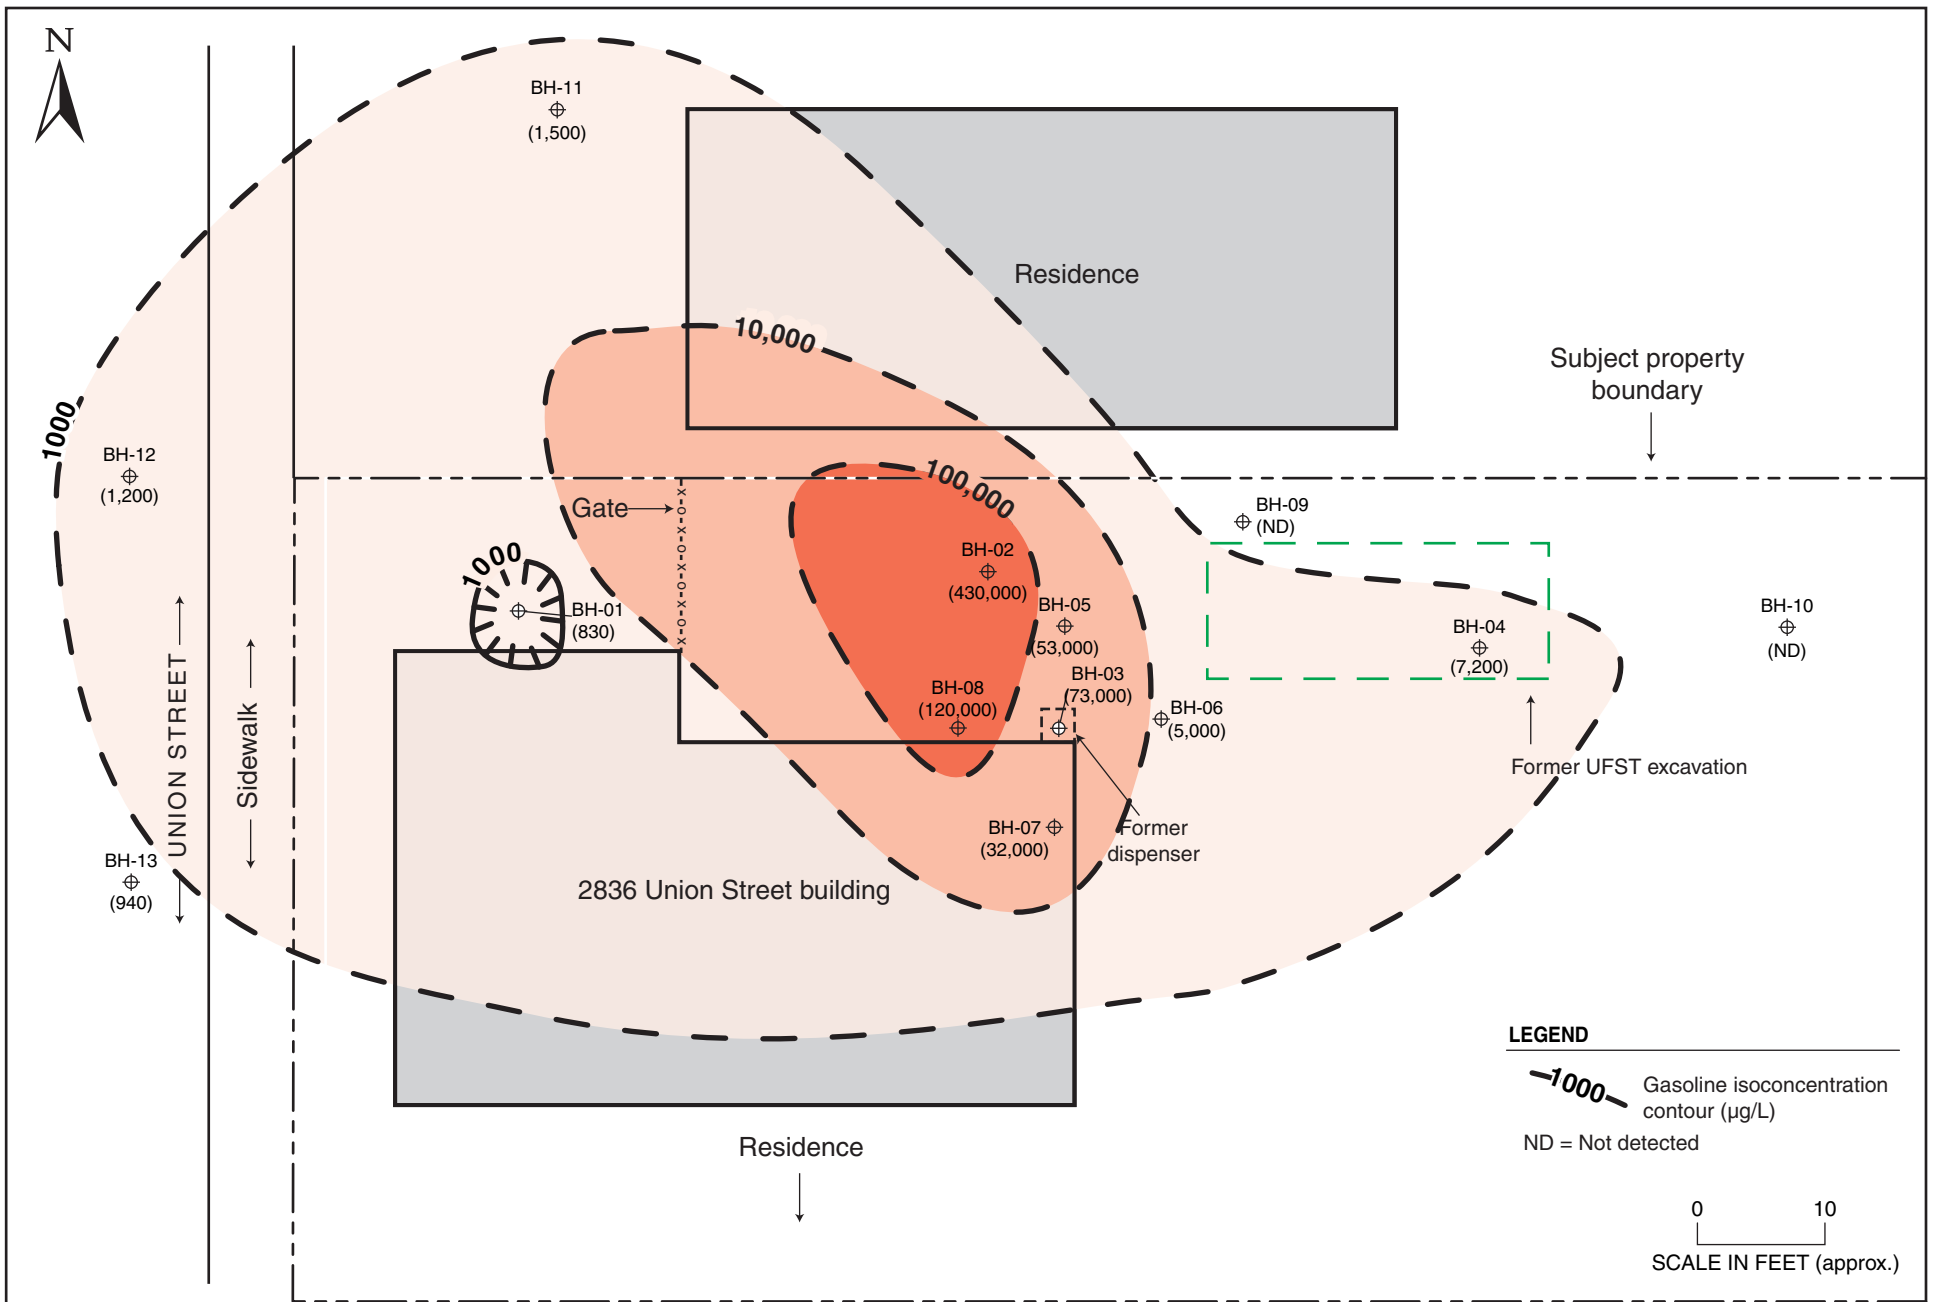 N
BH-11
(1,500)
Residence
10,000
Subject property
boundary
1000
BH-12
(1,200)
100,000
Gate
x o x o x o x o x
BH-09
(ND)
1000
BH-01
(830)
BH-02
(430,000)
BH-05
(53,000)
BH-10
(ND)
BH-04
(7,200)
BH-03
(73,000)
BH-08
(120,000)
BH-06
(5,000)
UNION STREET
Sidewalk
Former UFST excavation
BH-07
(32,000)
Former
dispenser
BH-13
(940)
2836 Union Street building
LEGEND
1000
Gasoline isoconcentration
contour (µg/L)
ND = Not detected
Residence
0 10
SCALE IN FEET (approx.)